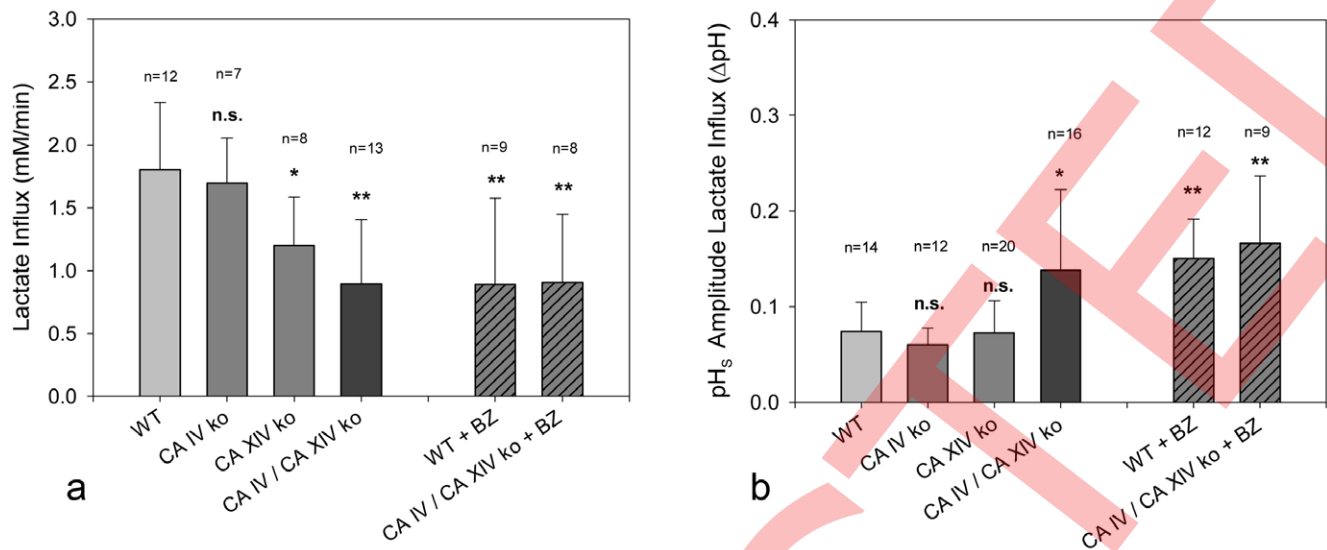 Lactate Influx (mM/min)
3.0
2.5
2.0
1.5
1.0
0.5
0.0
n=12
n=7
n.s.
n=8
*
n=13
**
n=9
**
n=8
**
WT
CA IV ko
CA XIV ko
CA IV / CA XIV ko
WT + BZ
CA IV / CA XIV ko + BZ
a
pHS Amplitude Lactate Influx (ΔpH)
0.4
0.3
0.2
0.1
0.0
n=14
n=12
n.s.
n=20
n.s.
n=16
*
n=12
**
n=9
**
WT
CA IV ko
CA XIV ko
CA IV / CA XIV ko
WT + BZ
CA IV / CA XIV ko + BZ
b